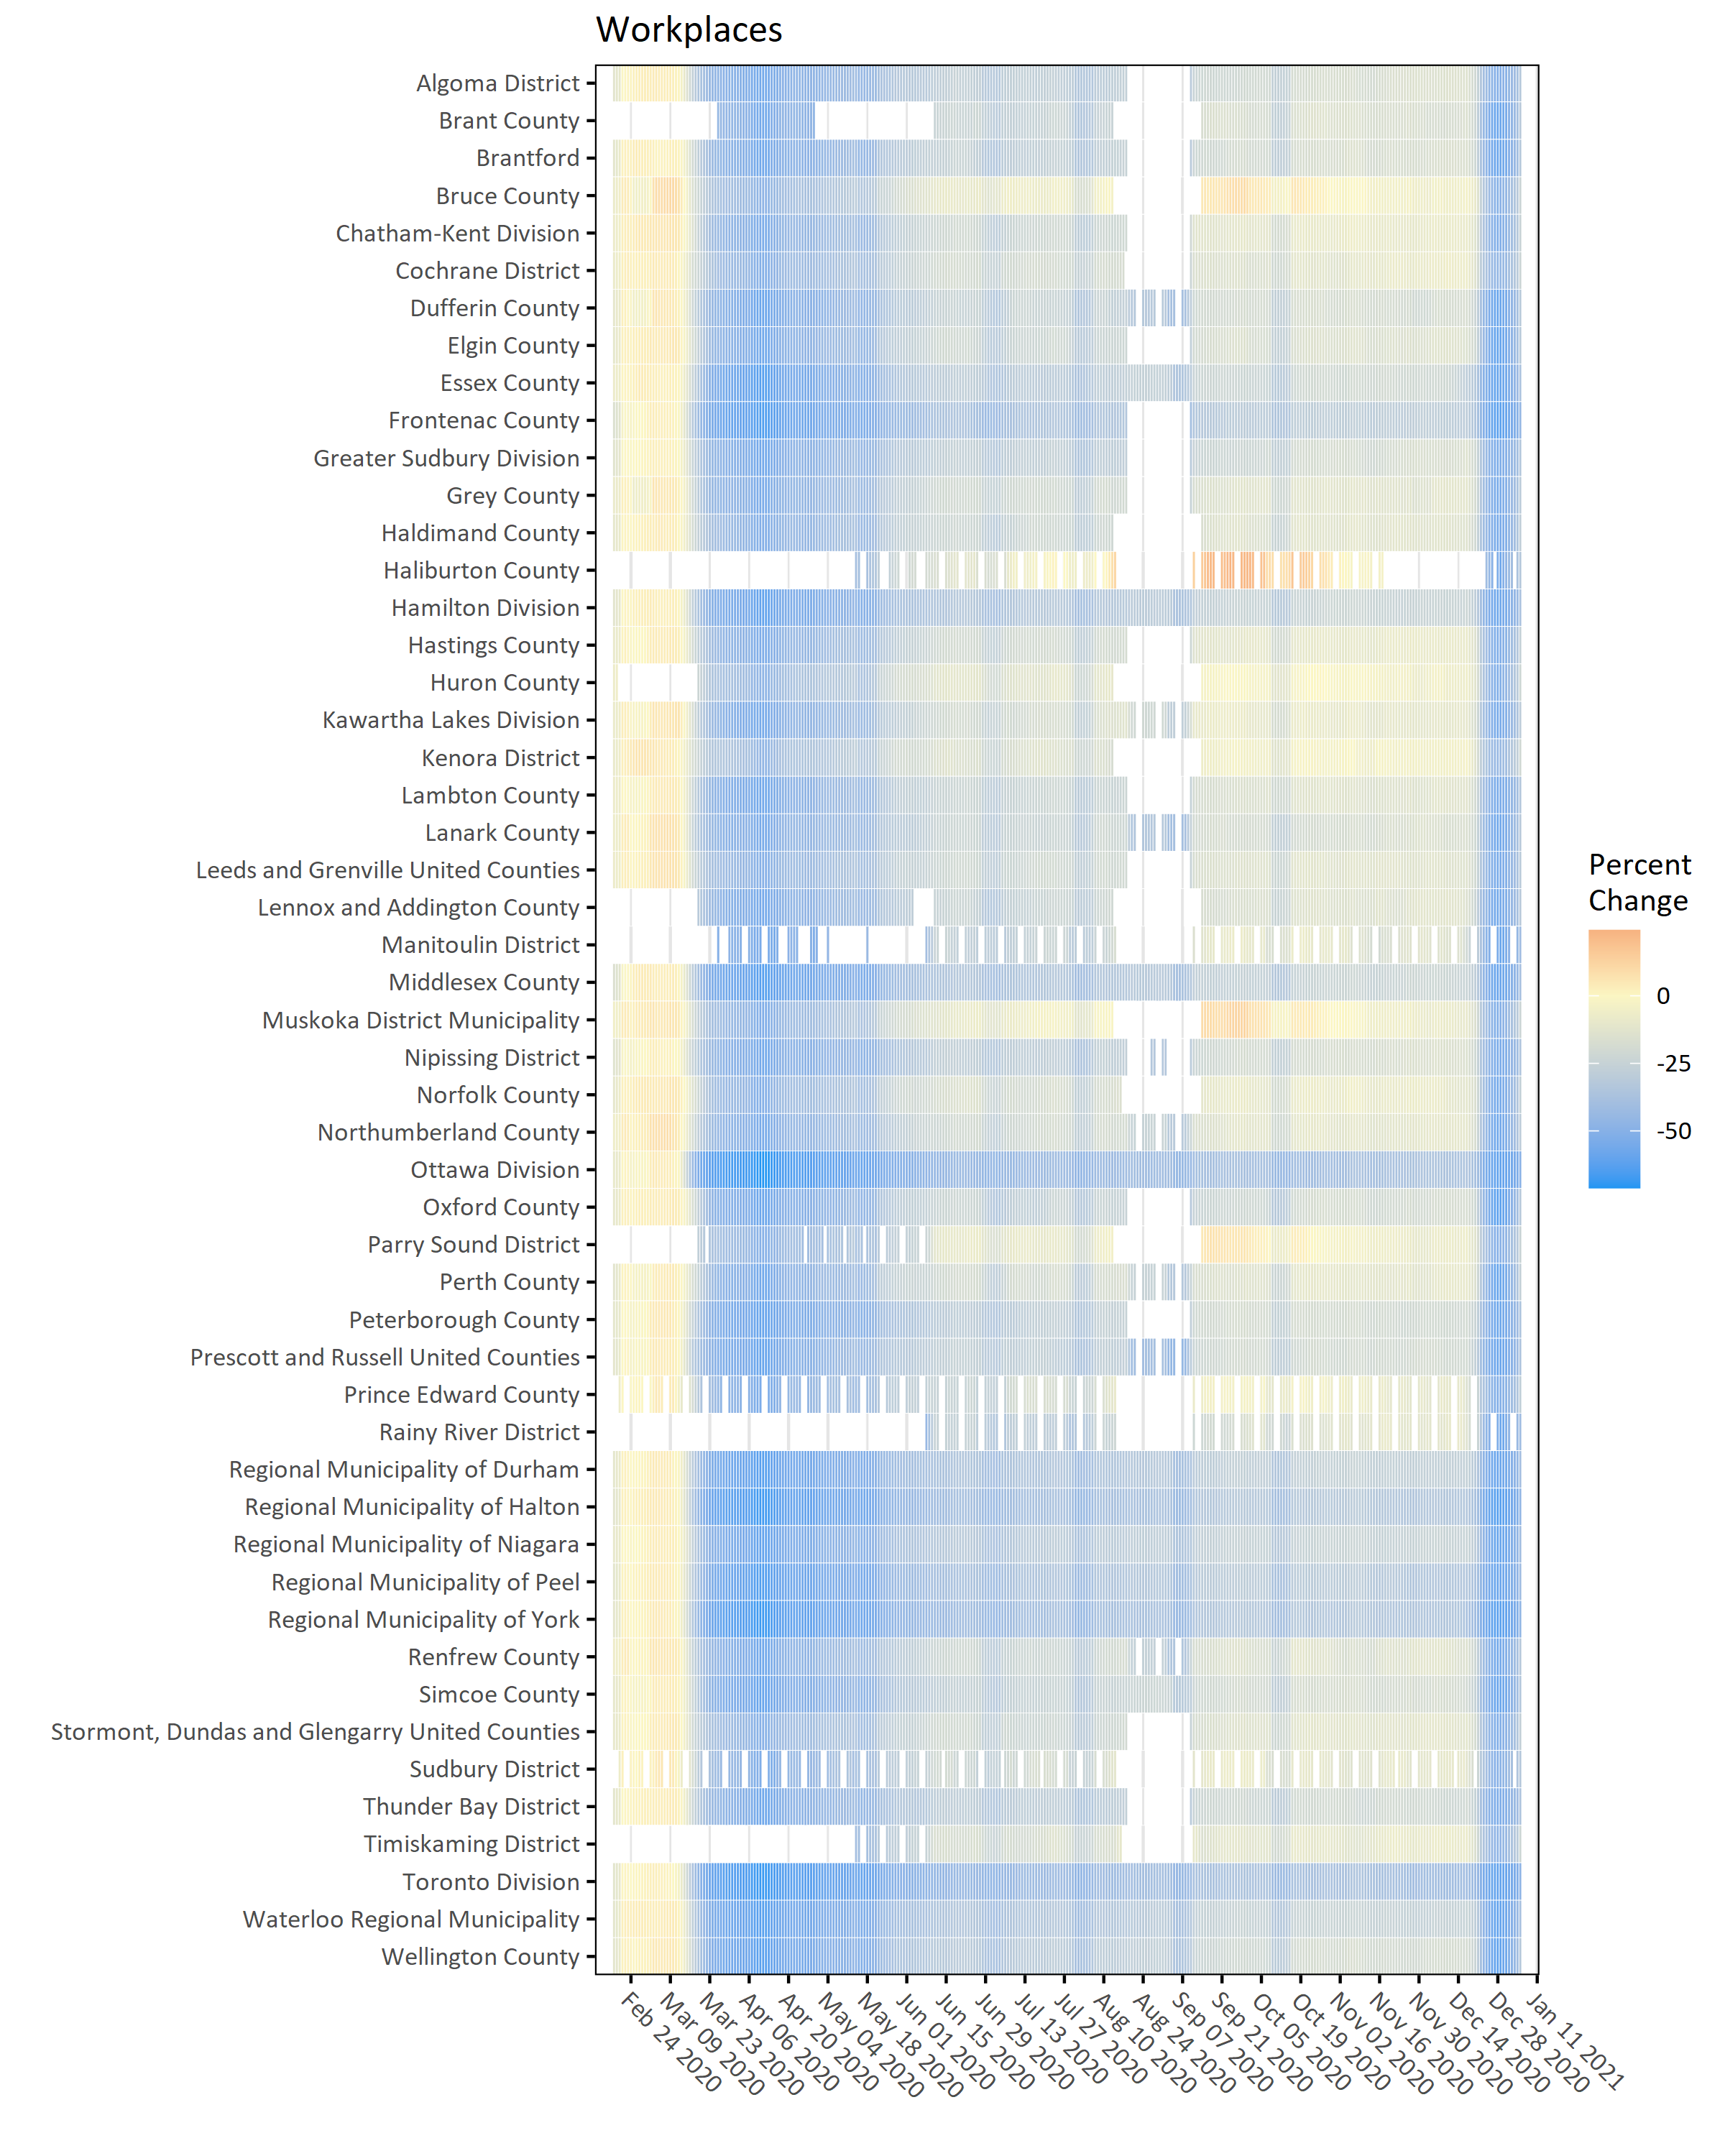 Workplaces
Algoma District
Brant County
Brantford
Bruce County
Chatham-Kent Division
Cochrane District
Dufferin County
Elgin County
Essex County
Frontenac County
Greater Sudbury Division
Grey County
Haldimand County
Haliburton County
Hamilton Division
Hastings County
Huron County
Kawartha Lakes Division
Kenora District
Lambton County
Lanark County
Leeds and Grenville United Counties
Lennox and Addington County
Manitoulin District
Middlesex County
Muskoka District Municipality
Nipissing District
Norfolk County
Northumberland County
Ottawa Division
Oxford County
Parry Sound District
Perth County
Peterborough County
Prescott and Russell United Counties
Prince Edward County
Rainy River District
Regional Municipality of Durham
Regional Municipality of Halton
Regional Municipality of Niagara
Regional Municipality of Peel
Regional Municipality of York
Renfrew County
Simcoe County
Stormont, Dundas and Glengarry United Counties
Sudbury District
Thunder Bay District
Timiskaming District
Toronto Division
Waterloo Regional Municipality
Wellington County
Feb 24 2020
Mar 09 2020
Mar 23 2020
Apr 06 2020
Apr 20 2020
May 04 2020
May 18 2020
Jun 01 2020
Jun 15 2020
Jun 29 2020
Jul 13 2020
Jul 27 2020
Aug 10 2020
Aug 24 2020
Sep 07 2020
Sep 21 2020
Oct 05 2020
Oct 19 2020
Nov 02 2020
Nov 16 2020
Nov 30 2020
Dec 14 2020
Dec 28 2020
Jan 11 2021
Percent
Change
0
-25
-50